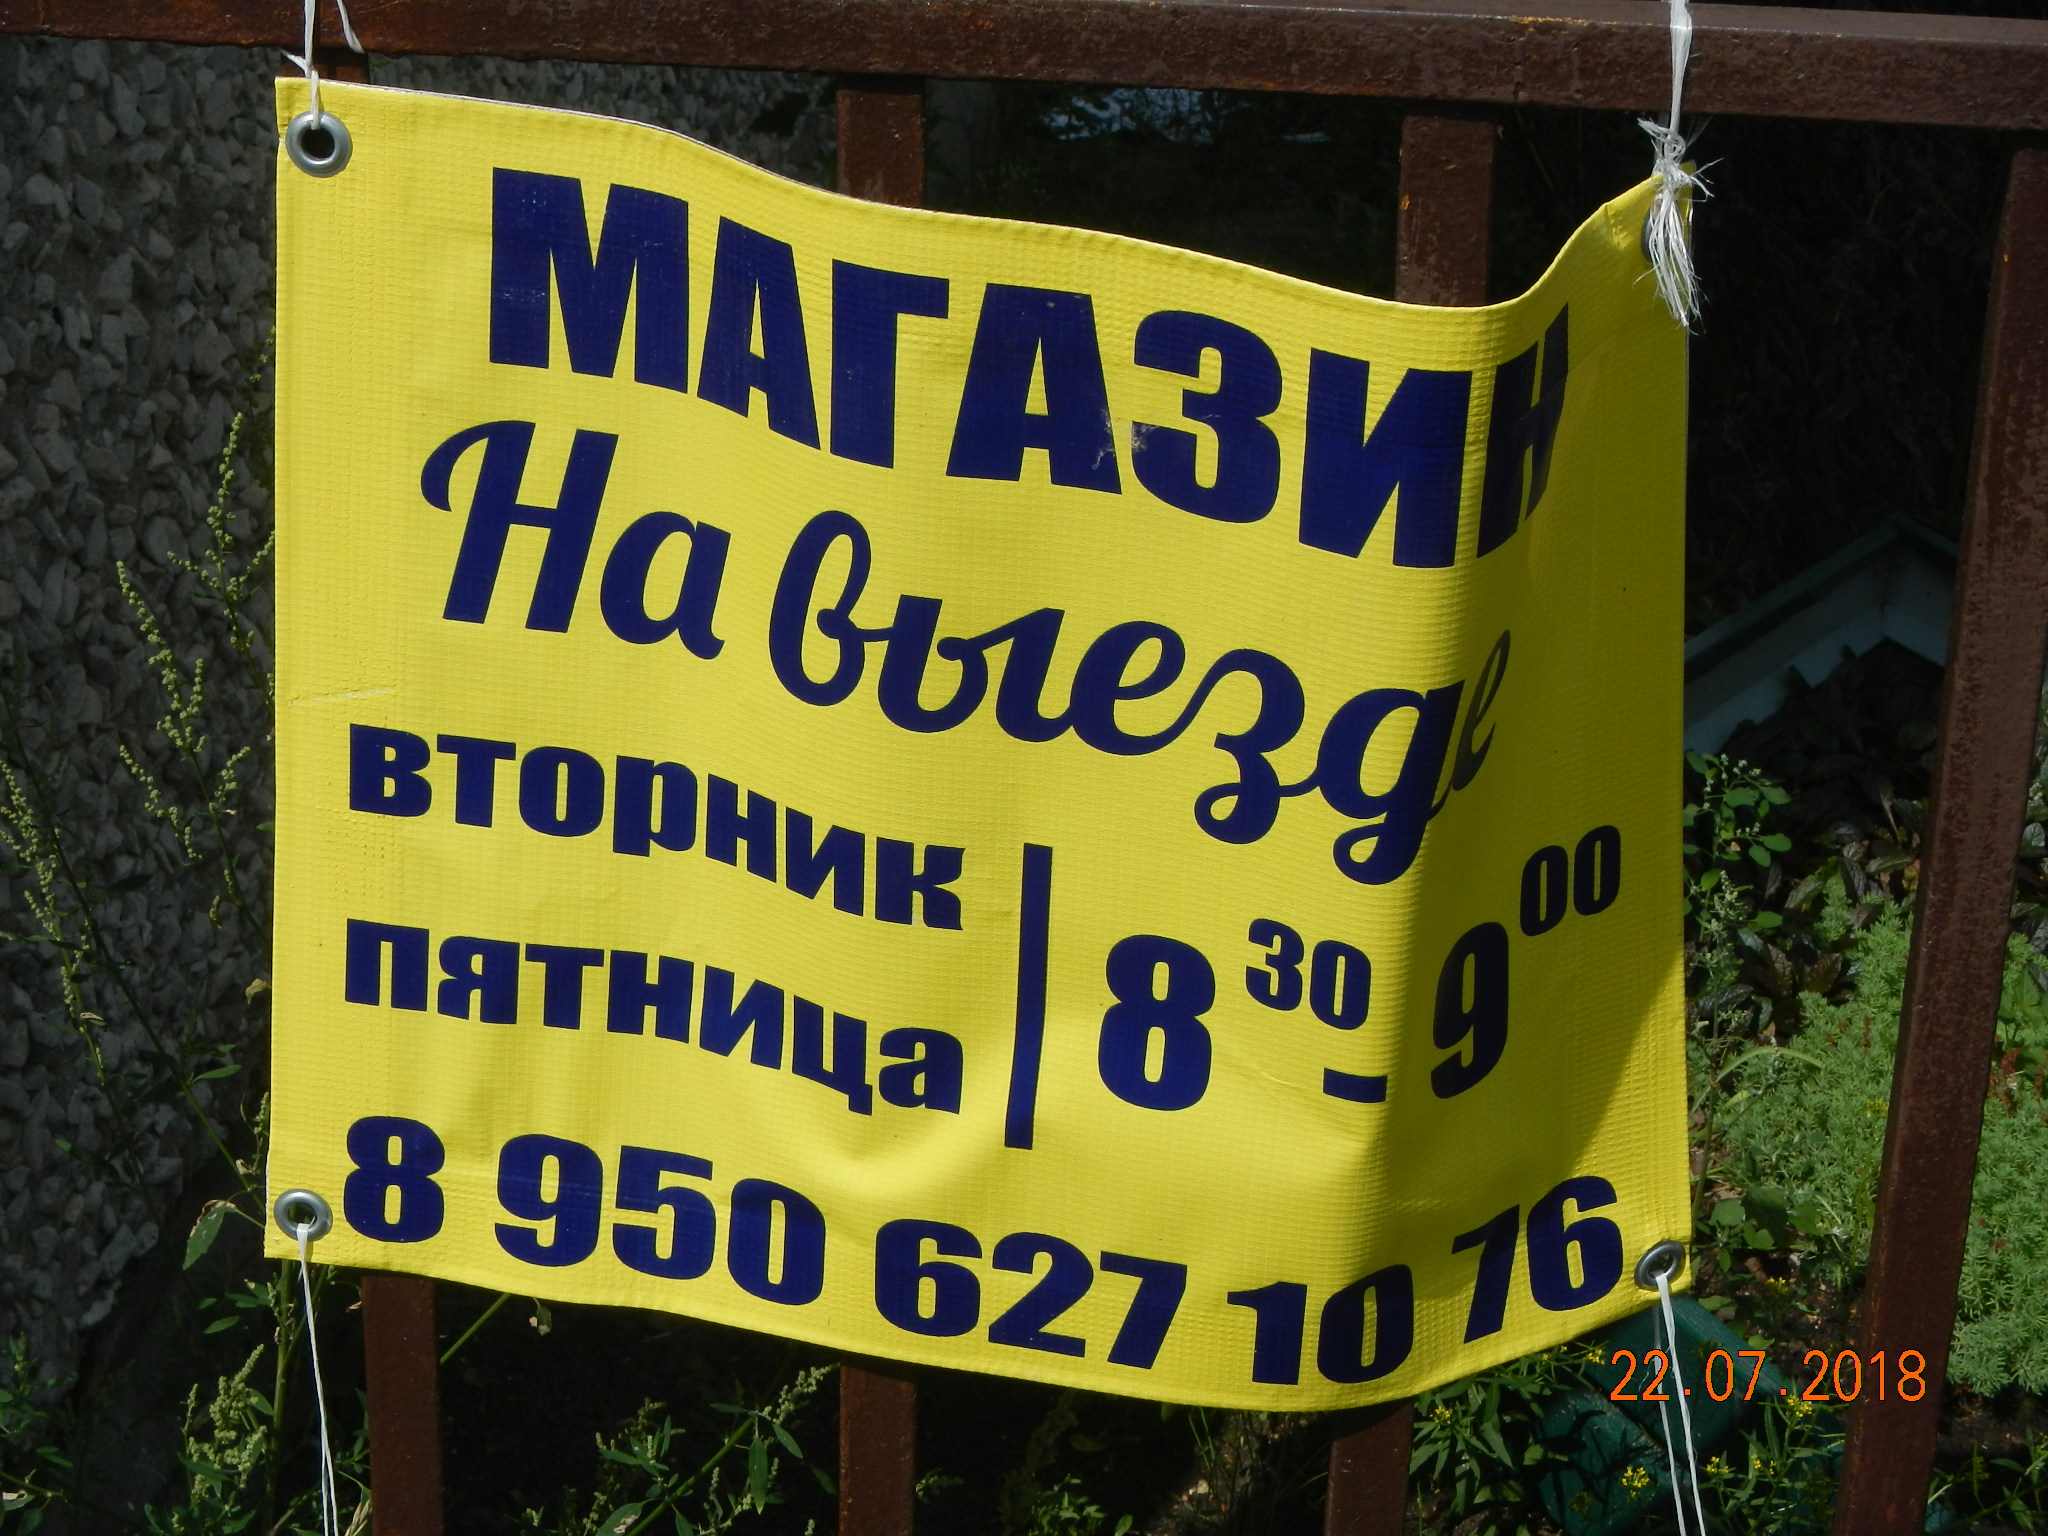 МАГАЗИН
На выезде
вторник
пятница
8 30 - 9 00
8 950 627 10 76
22.07.2018